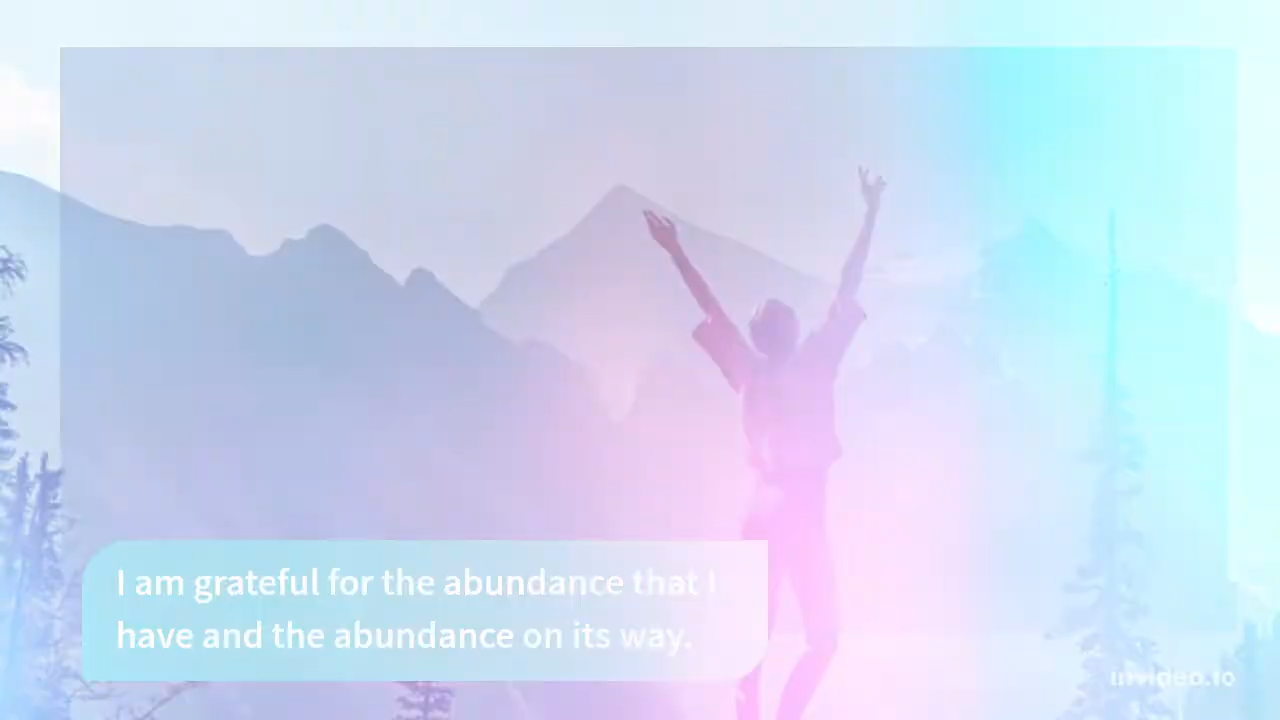 I am grateful for the abundance that I
have and the abundance on its way.